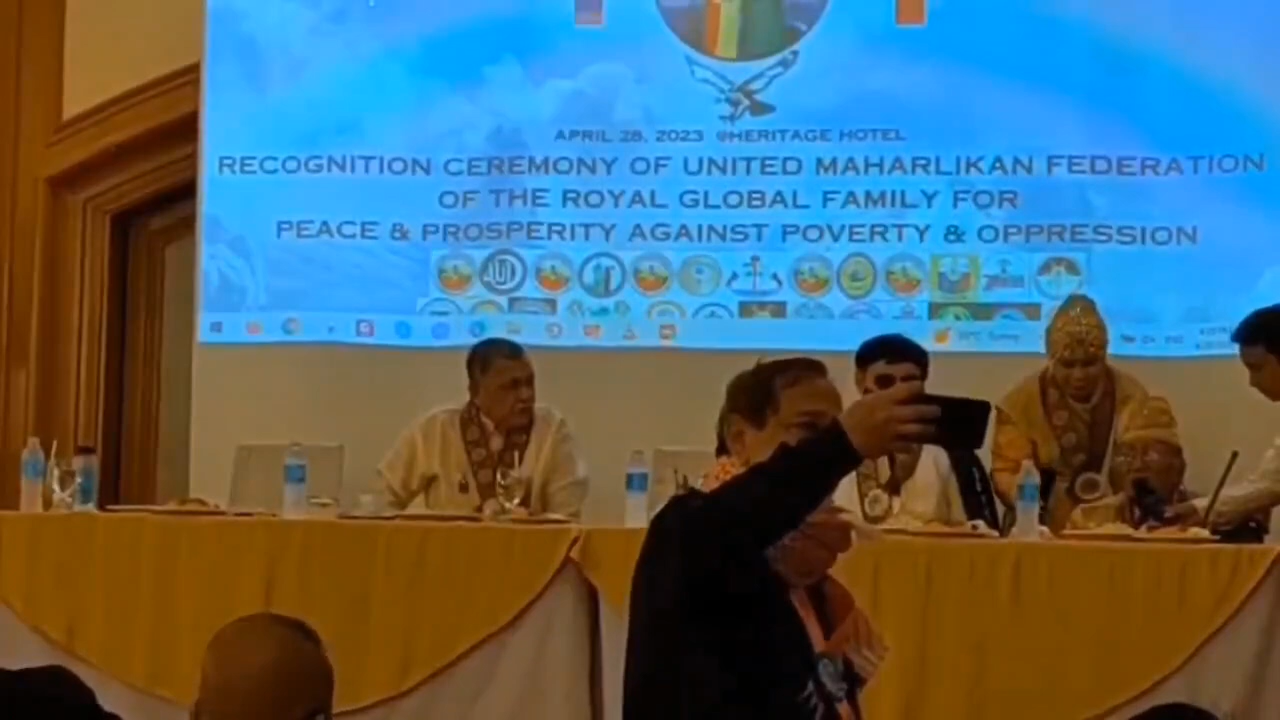 APRIL 28, 2023 @HERITAGE HOTEL
RECOGNITION CEREMONY OF UNITED MAHARLIKAN FEDERATION
OF THE ROYAL GLOBAL FAMILY FOR
PEACE & PROSPERITY AGAINST POVERTY & OPPRESSION